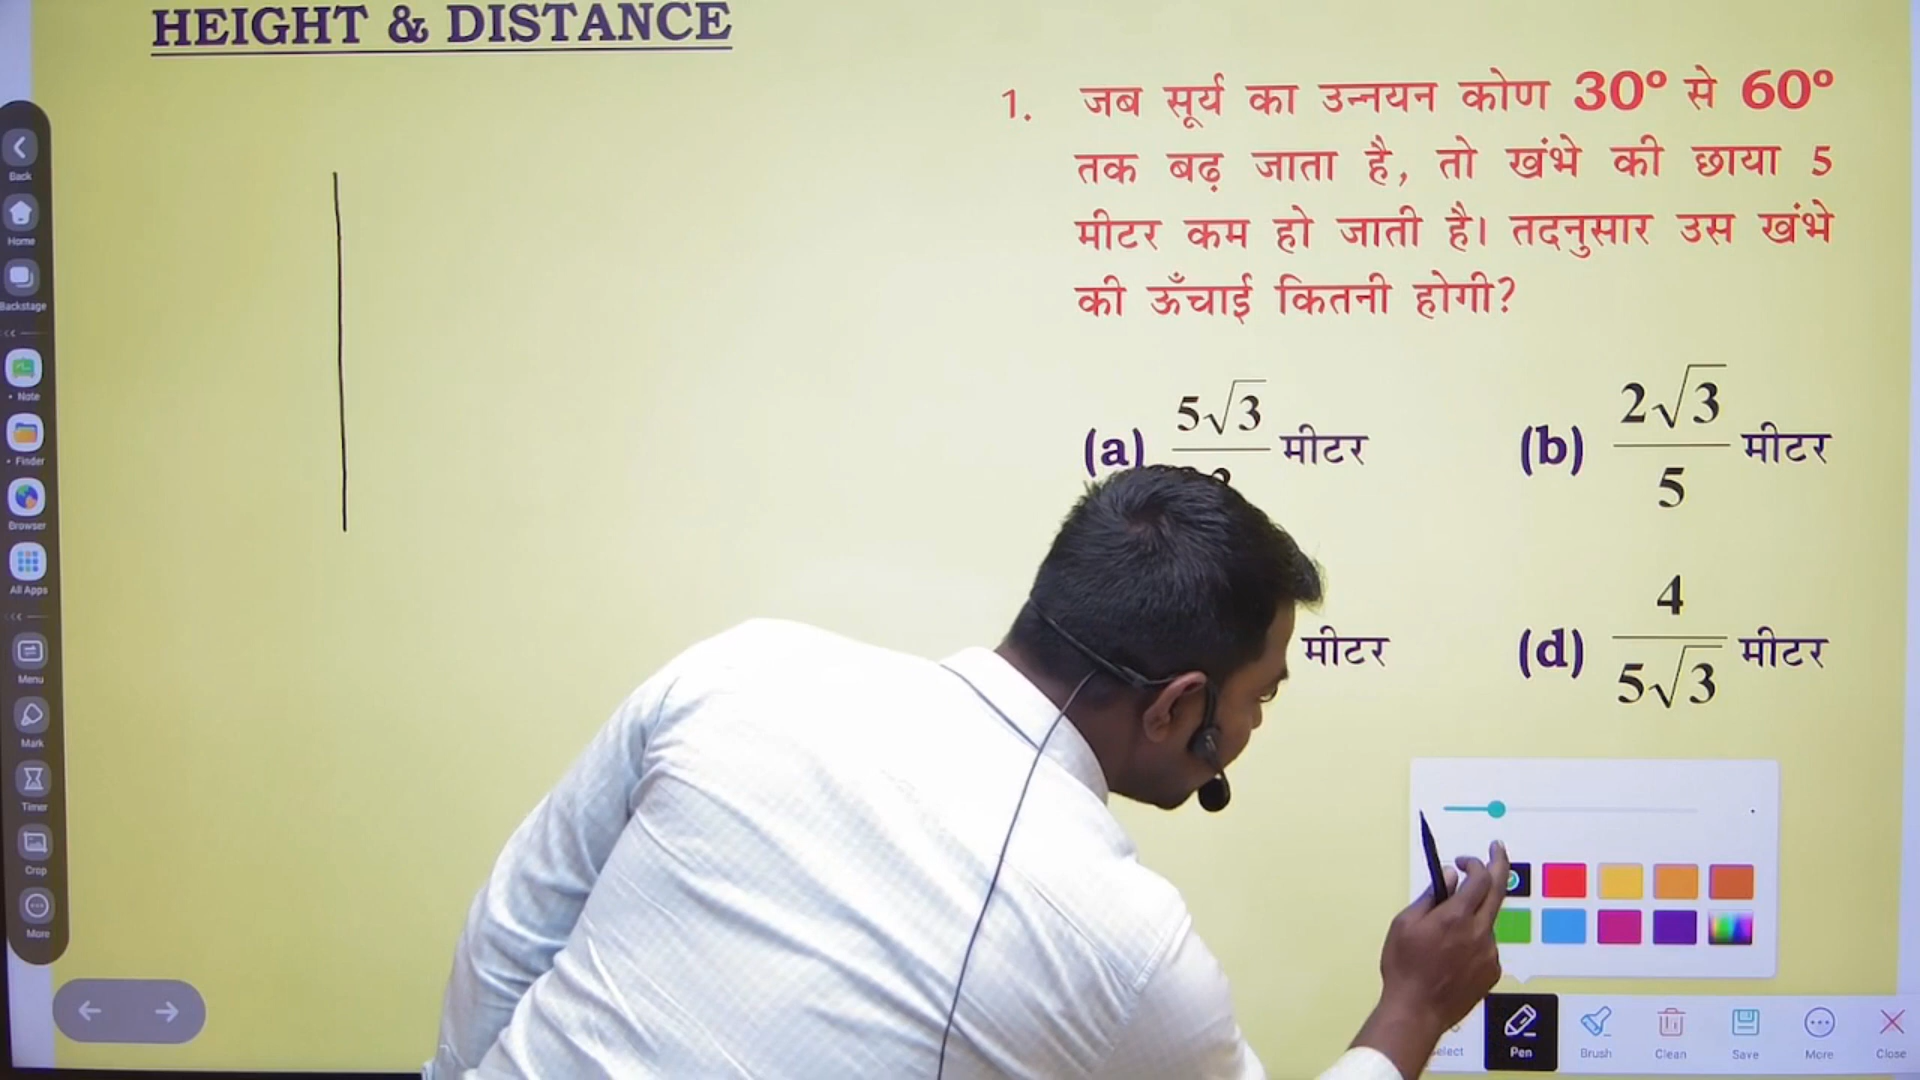 HEIGHT & DISTANCE
1. जब सूर्य का उन्नयन कोण 30° से 60°
तक बढ़ जाता है, तो खंभे की छाया 5
मीटर कम हो जाती है। तदनुसार उस खंभे
की ऊँचाई कितनी होगी?
(a) 5√3 मीटर
(b) 2√3/5 मीटर
मीटर
(d) 4/5√3 मीटर
Back
Home
Backstage
Note
Finder
Browser
All Apps
Menu
Mark
Timer
Crop
More
Pen
Brush
Clean
Save
More
Close